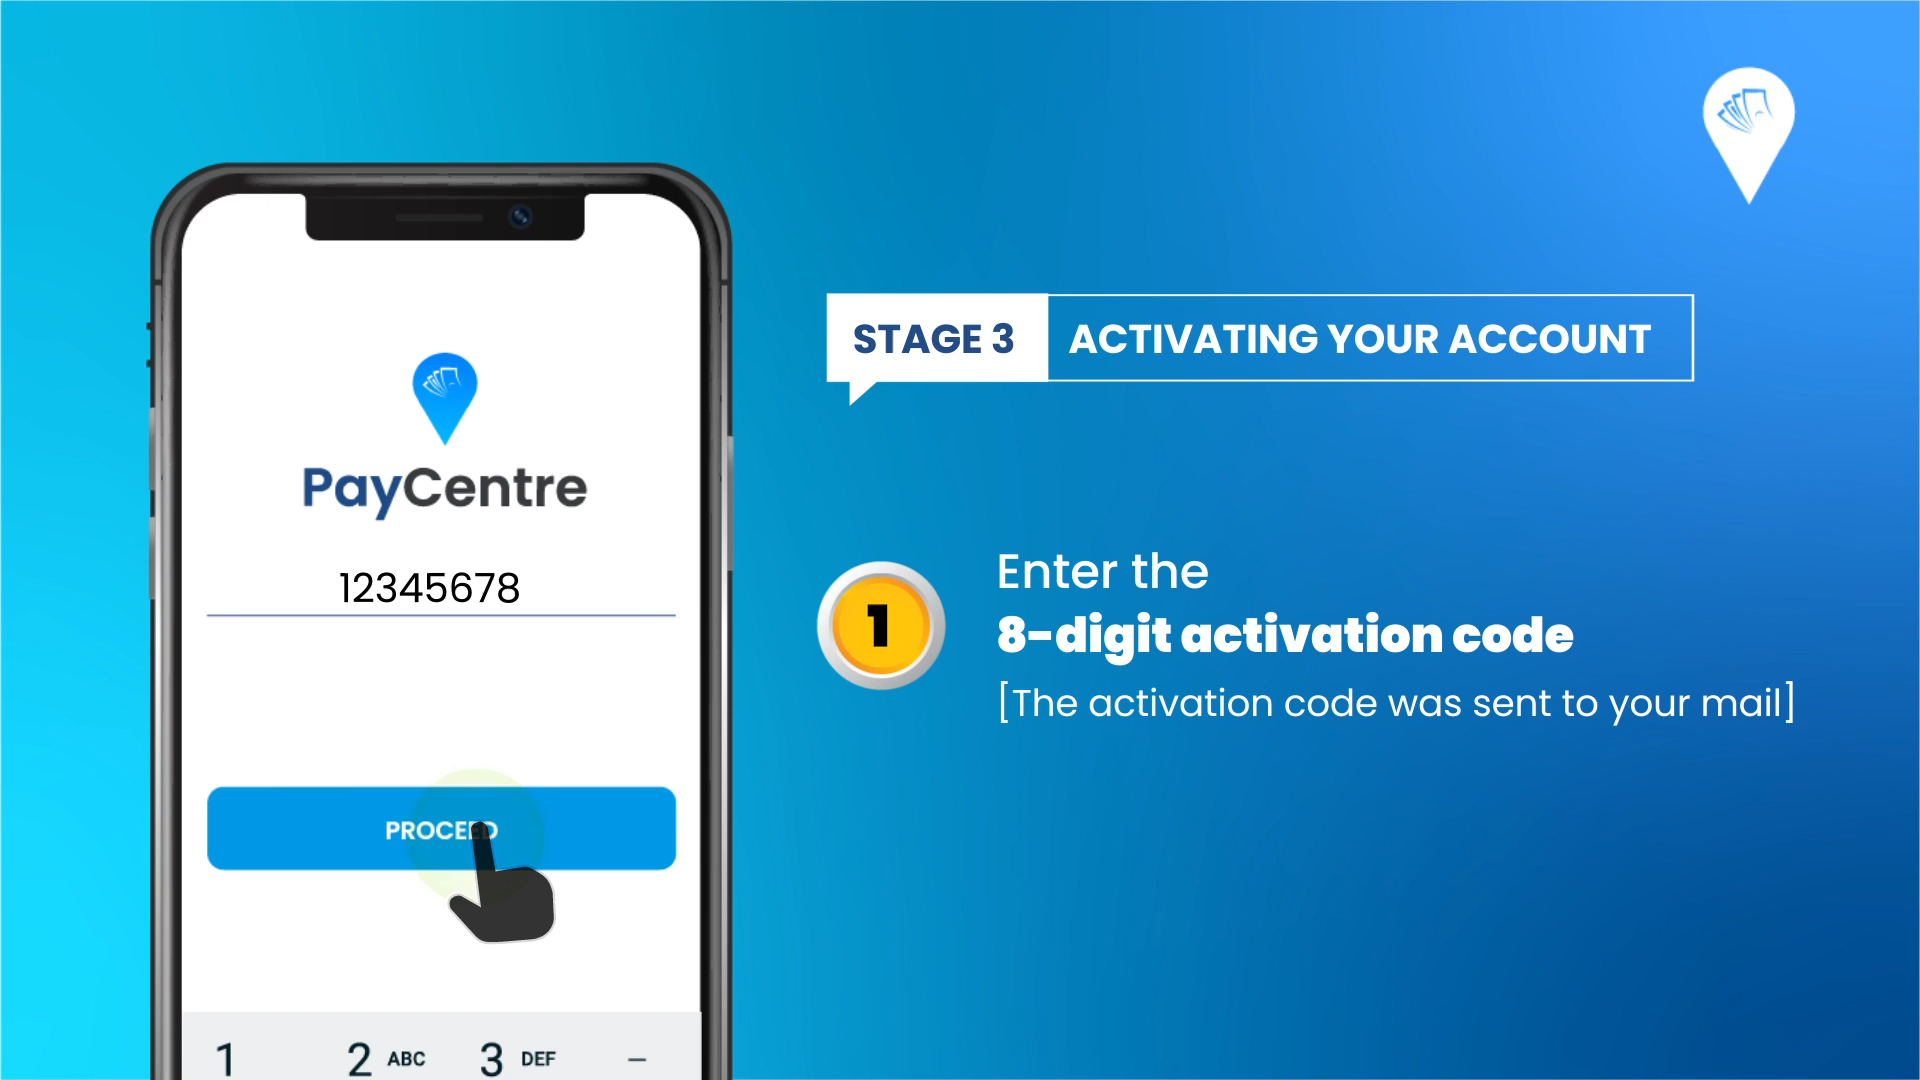 STAGE 3
ACTIVATING YOUR ACCOUNT
PayCentre
12345678
PROCEED
1
2 ABC
3 DEF
–
1
Enter the
8-digit activation code
[The activation code was sent to your mail]